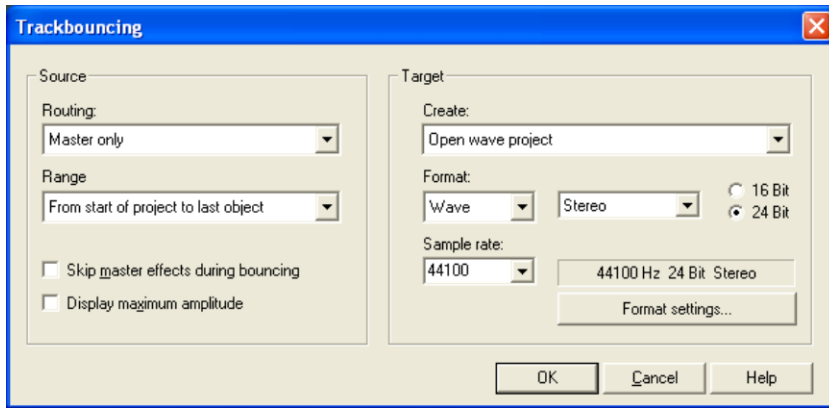 Trackbouncing
Source
Routing:
Master only
Range
From start of project to last object
Skip master effects during bouncing
Display maximum amplitude
Target
Create:
Open wave project
Format:
Wave
Stereo
16 Bit
24 Bit
Sample rate:
44100
44100 Hz 24 Bit Stereo
Format settings...
OK
Cancel
Help